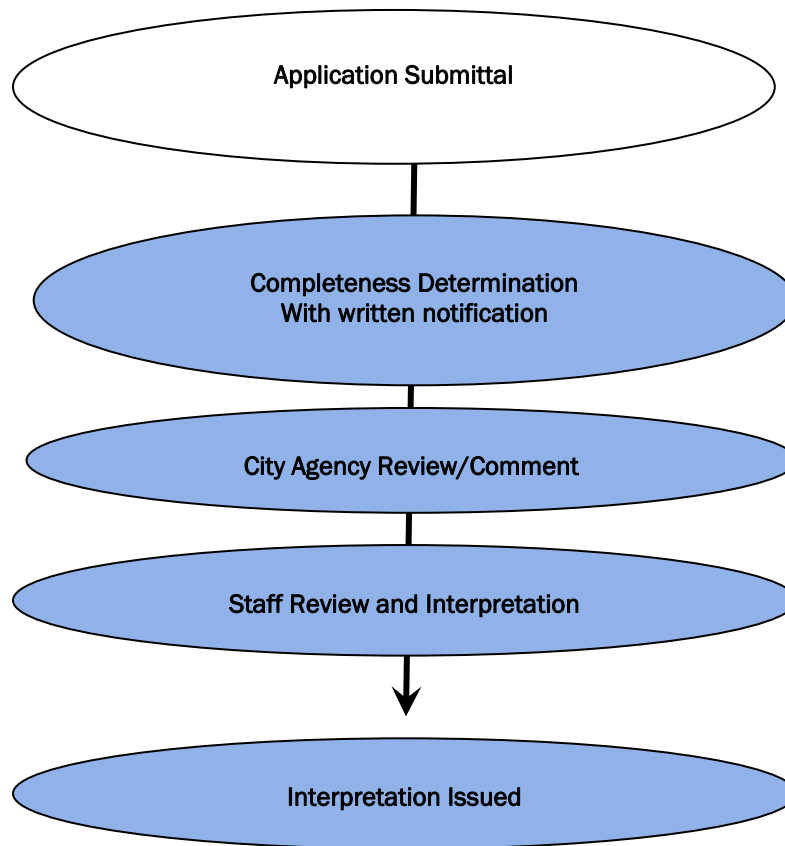 Application Submittal
Completeness Determination
With written notification
City Agency Review/Comment
Staff Review and Interpretation
Interpretation Issued